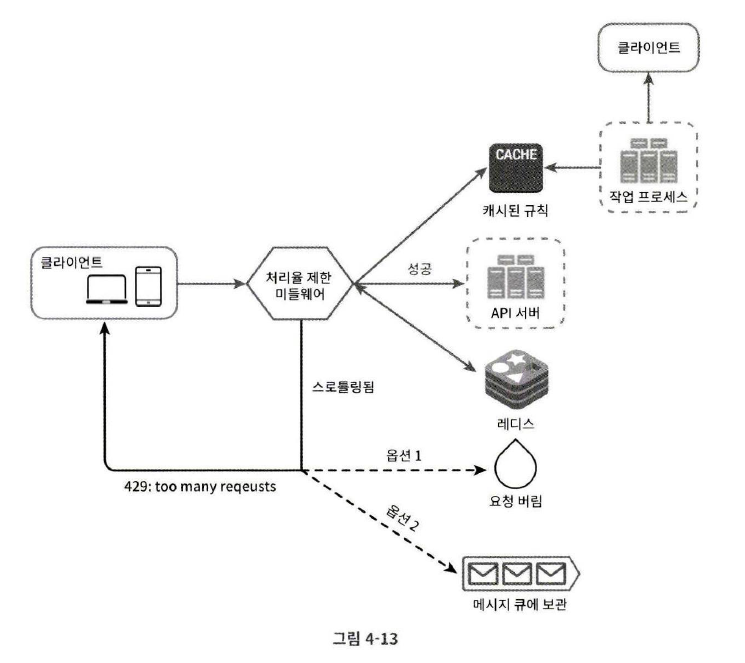 클라이언트
CACHE
캐시된 규칙
작업 프로세스
클라이언트
처리율 제한
미들웨어
성공
API 서버
스로틀링됨
레디스
옵션 1
429: too many reqeusts
요청 버림
옵션 2
메시지 큐에 보관
그림 4-13